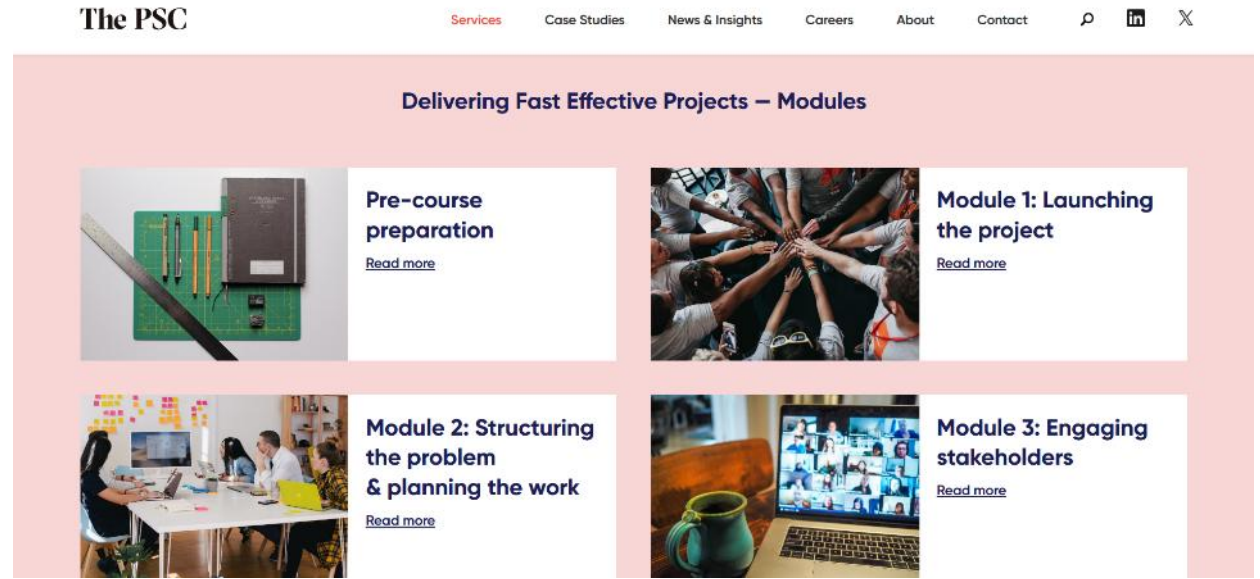 The PSC
Services Case Studies News & Insights Careers About Contact
Delivering Fast Effective Projects — Modules
Pre-course
preparation
Read more
Module 1: Launching
the project
Read more
Module 2: Structuring
the problem
& planning the work
Read more
Module 3: Engaging
stakeholders
Read more